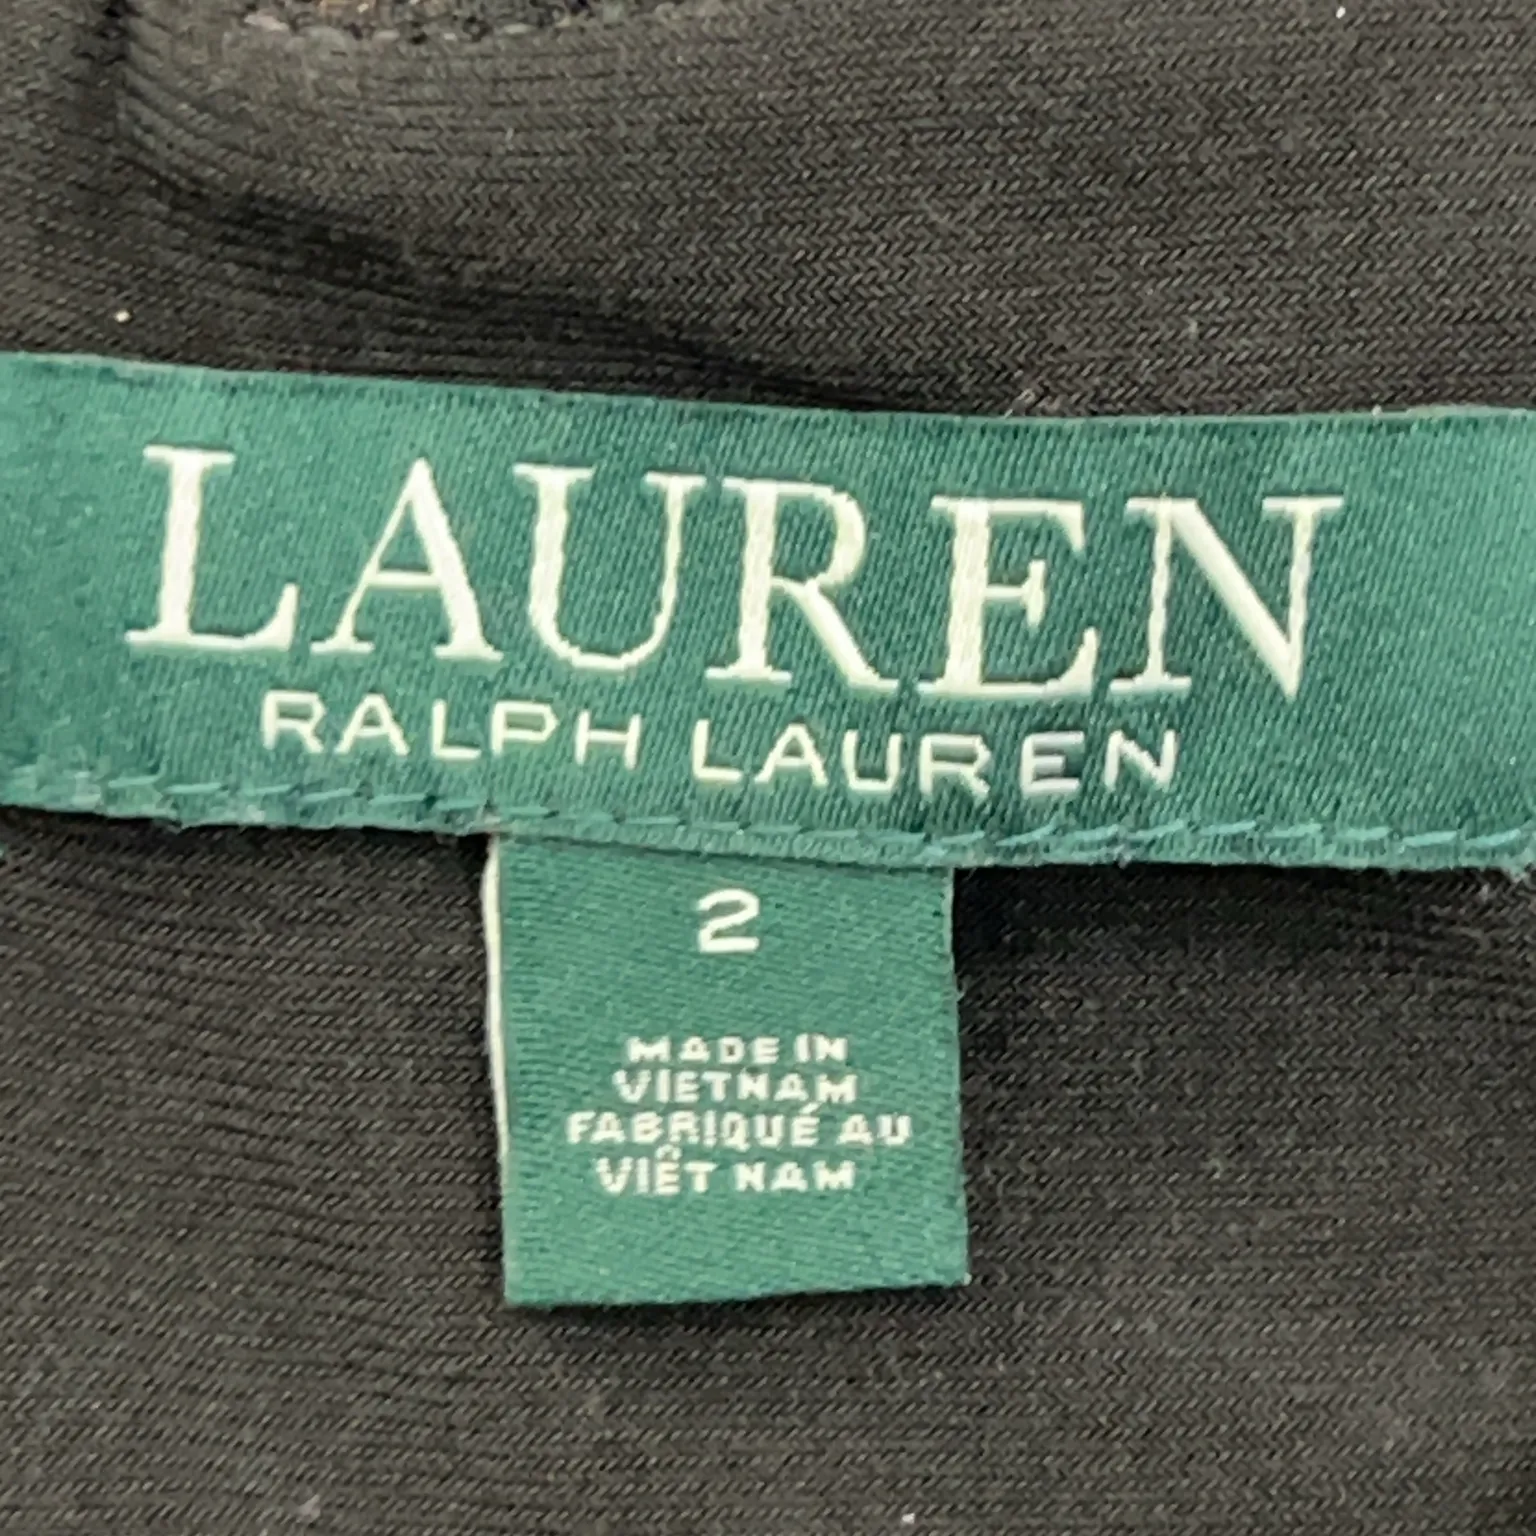 LAUREN
RALPH LAUREN
2
MADE IN
VIETNAM
FABRIQUÉ AU
VIÊT NAM